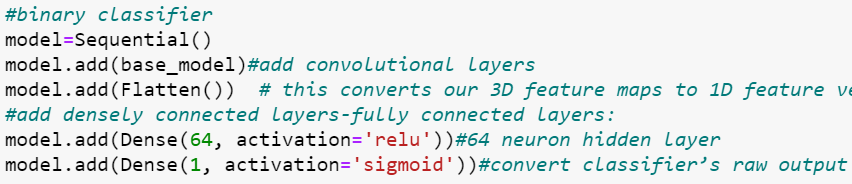 #binary classifier
model=Sequential()
model.add(base_model)#add convolutional layers
model.add(Flatten())  # this converts our 3D feature maps to 1D feature
#add densely connected layers-fully connected layers:
model.add(Dense(64, activation='relu'))#64 neuron hidden layer
model.add(Dense(1, activation='sigmoid'))#convert classifier’s raw output